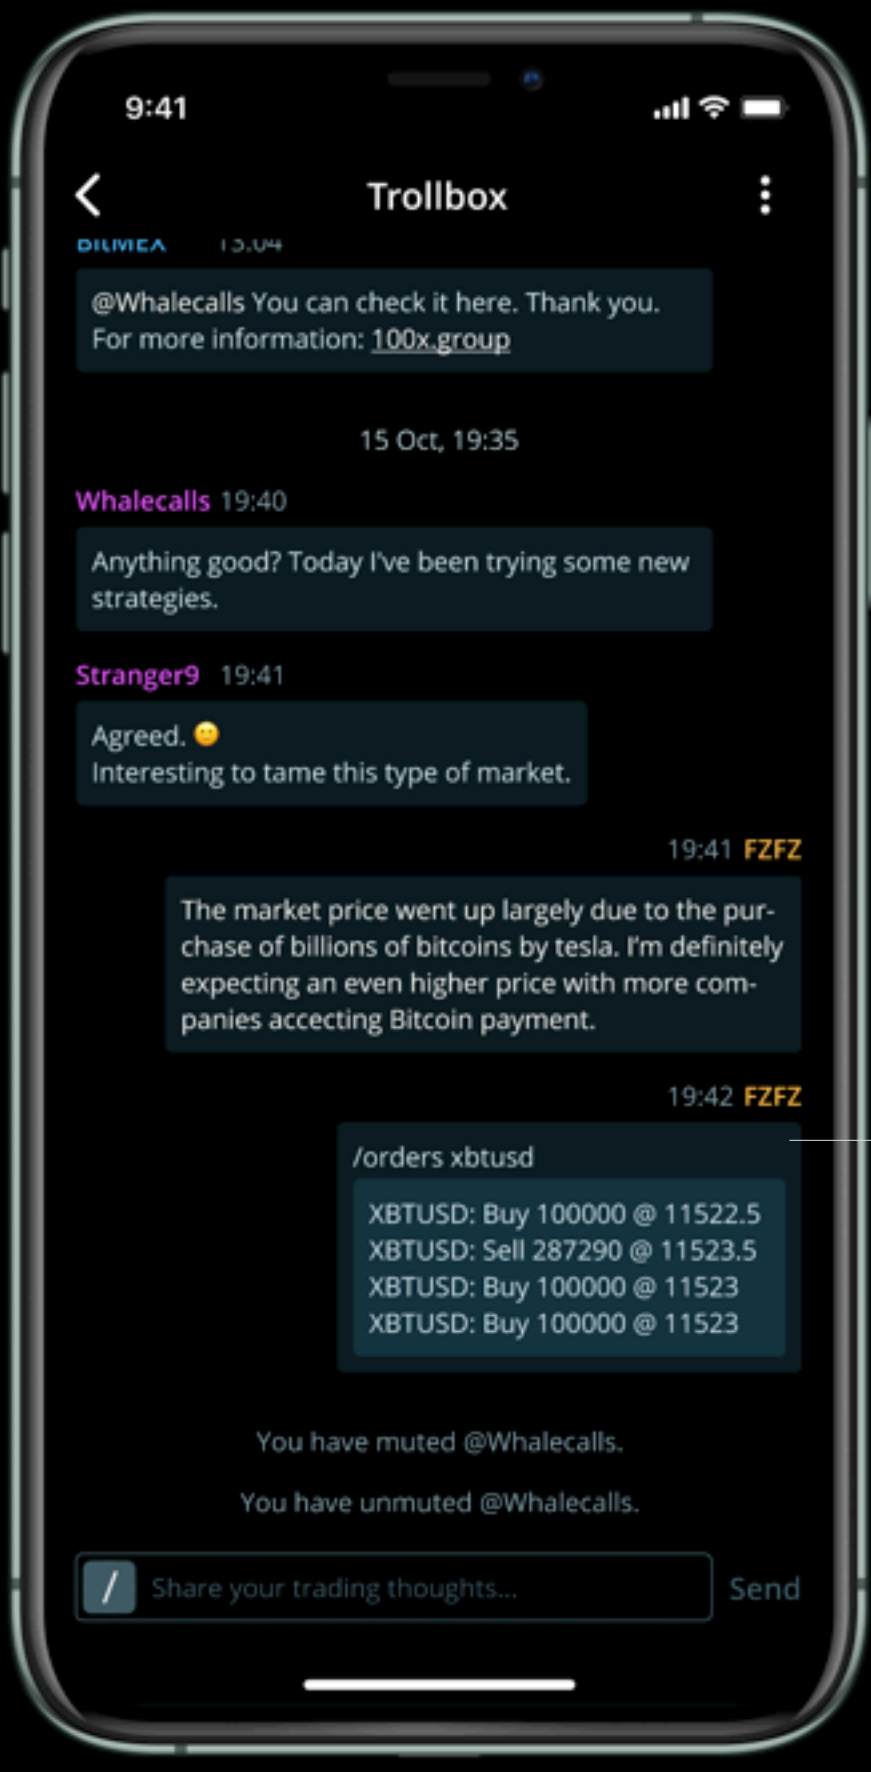 9:41
Trollbox
BitMEX 13:04
@Whalecalls You can check it here. Thank you.
For more information: 100x.group
15 Oct, 19:35
Whalecalls 19:40
Anything good? Today I've been trying some new
strategies.
Stranger9 19:41
Agreed. 🙂
Interesting to tame this type of market.
19:41 FZFZ
The market price went up largely due to the pur-
chase of billions of bitcoins by tesla. I'm definitely
expecting an even higher price with more com-
panies accecting Bitcoin payment.
19:42 FZFZ
/orders xbtusd
XBTUSD: Buy 100000 @ 11522.5
XBTUSD: Sell 287290 @ 11523.5
XBTUSD: Buy 100000 @ 11523
XBTUSD: Buy 100000 @ 11523
You have muted @Whalecalls.
You have unmuted @Whalecalls.
/ Share your trading thoughts... Send